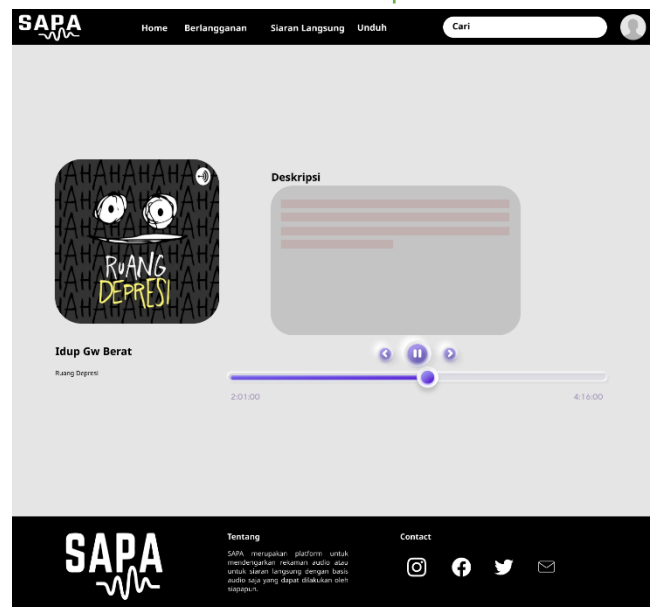 SAPA
Home Berlangganan Siaran Langsung Unduh Cari
HAHAHAHAHAHA
RUANG
DEPRESI
Deskripsi
Idup Gw Berat
Ruang Depresi
2:01:00 4:16:00
SAPA
Tentang
SAPA merupakan platform untuk
mendengarkan rekaman audio atau
untuk siaran langsung dengan basis
audio saja yang dapat dilakukan oleh
siapapun.
Contact